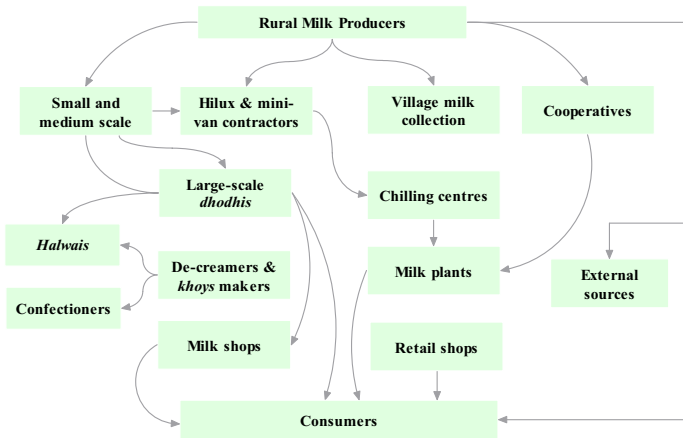 Rural Milk Producers
Small and
medium scale
Hilux & mini-
van contractors
Village milk
collection
Cooperatives
Large-scale
dhodhis
Chilling centres
Halwais
De-creamers &
khoys makers
Milk plants
External
sources
Confectioners
Milk shops
Retail shops
Consumers